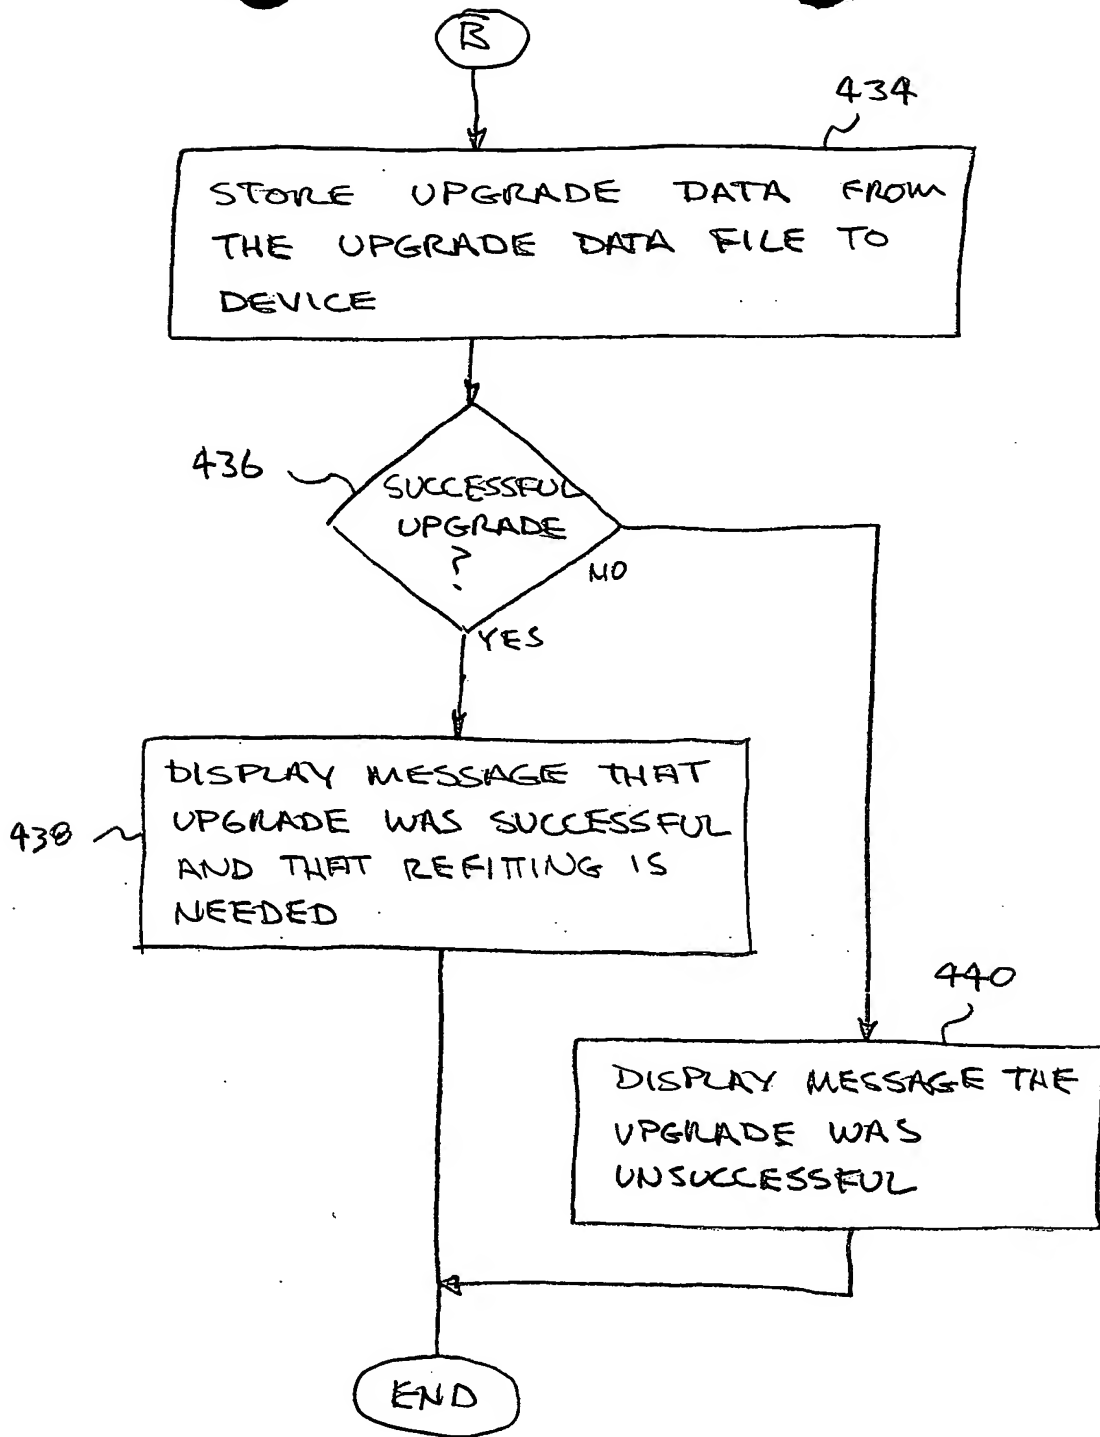 B
434
STORE UPGRADE DATA FROM
THE UPGRADE DATA FILE TO
DEVICE
436
SUCCESSFUL
UPGRADE
?
NO
YES
DISPLAY MESSAGE THAT
UPGRADE WAS SUCCESSFUL
AND THAT REFITTING IS
NEEDED
438
440
DISPLAY MESSAGE THE
UPGRADE WAS
UNSUCCESSFUL
END